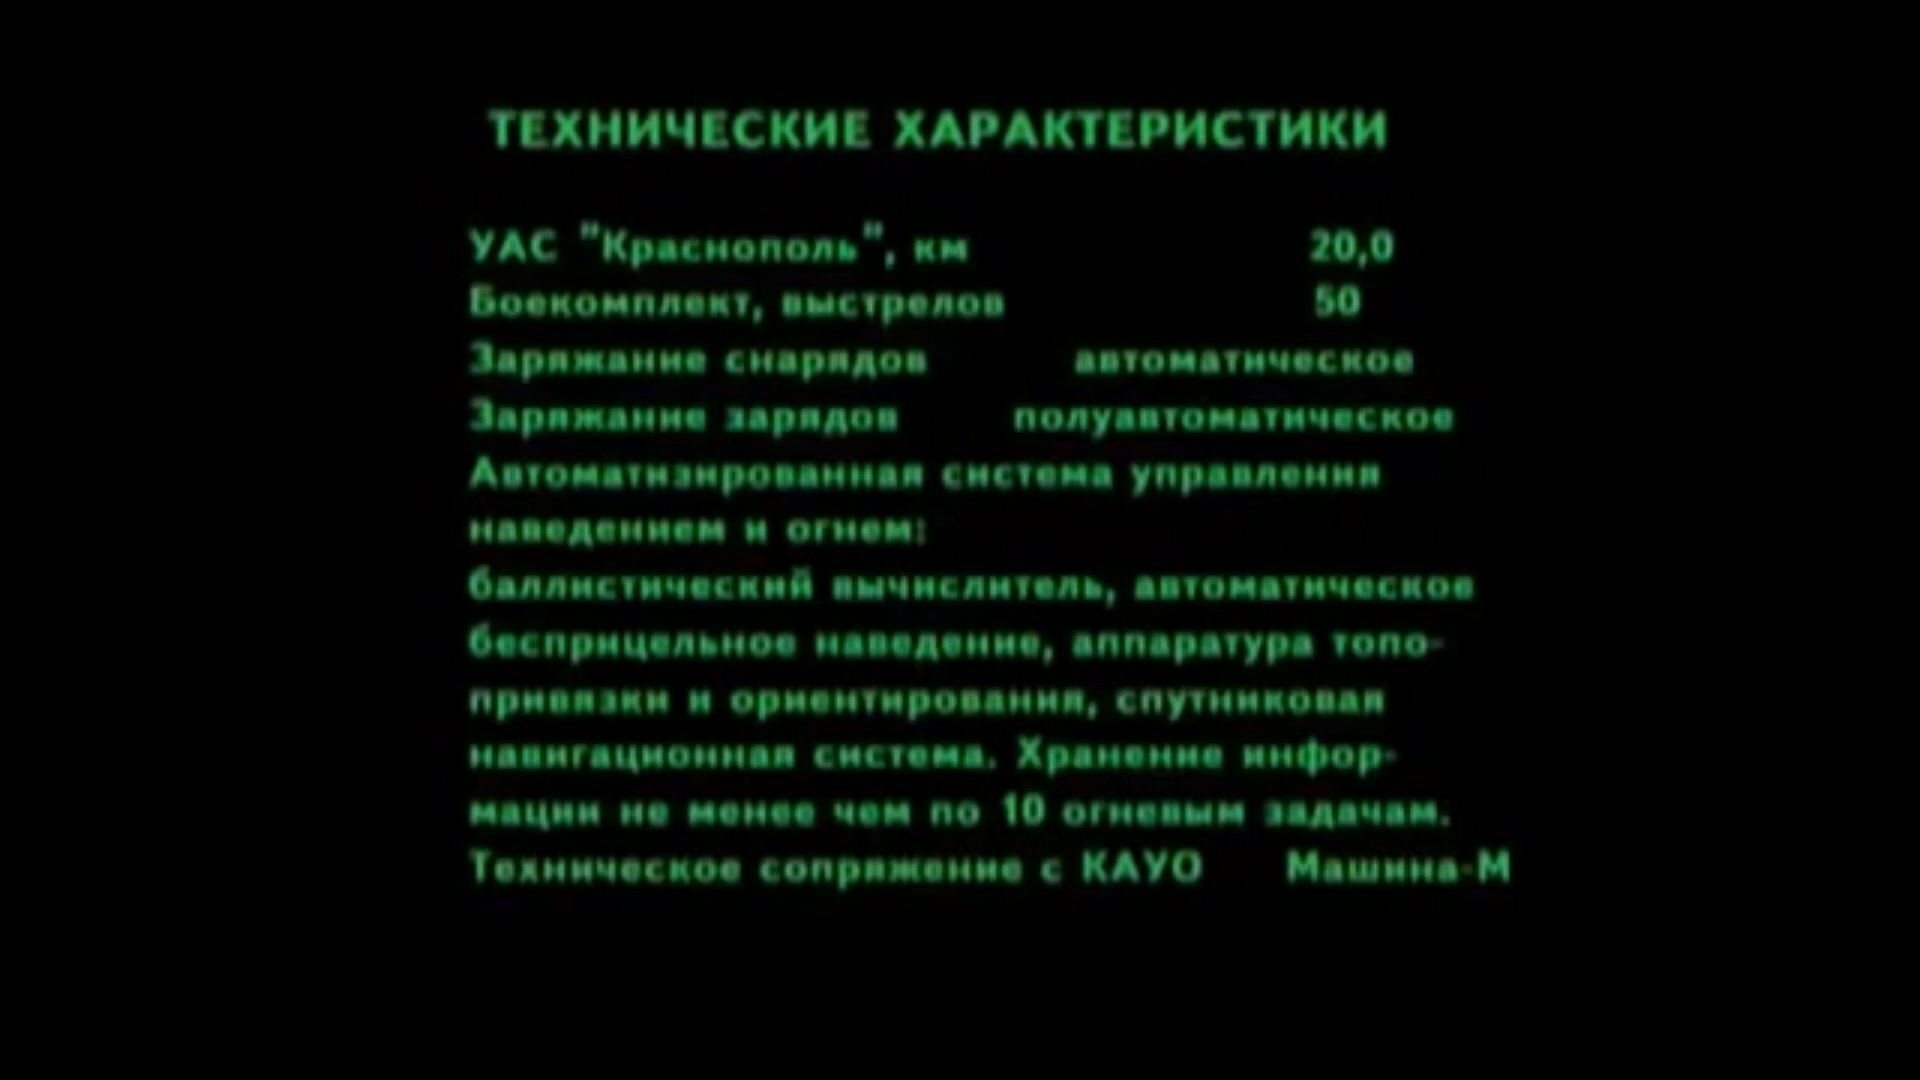 ТЕХНИЧЕСКИЕ ХАРАКТЕРИСТИКИ
УАС "Краснополь", км 20,0
Боекомплект, выстрелов 50
Заряжание снарядов автоматическое
Заряжание зарядов полуавтоматическое
Автоматизированная система управления
наведением и огнем:
баллистический вычислитель, автоматическое
бесприцельное наведение, аппаратура топо-
привязки и ориентирования, спутниковая
навигационная система. Хранение инфор-
мации не менее чем по 10 огневым задачам.
Техническое сопряжение с КАУО Машина-М